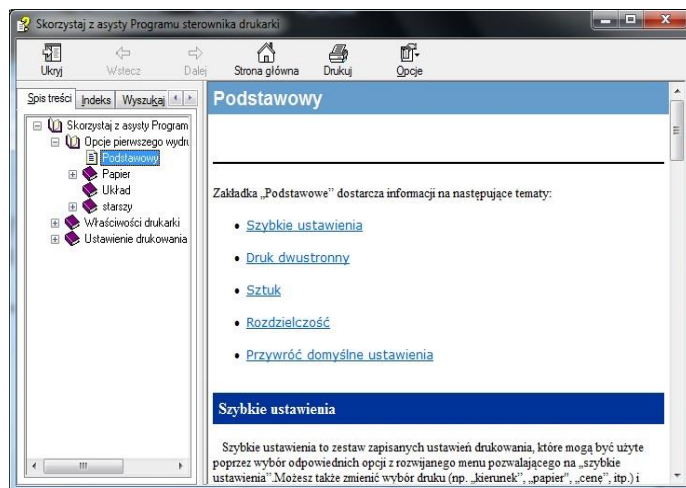 Skorzystaj z asysty Programu sterownika drukarki
Ukryj Wstecz Dalej Strona główna Drukuj Opcje
Spis treści Indeks Wyszukaj
Skorzystaj z asysty Program
Opcje pierwszego wydru
Podstawowy
Papier
Układ
starszy
Właściwości drukarki
Ustawienie drukowania
Podstawowy
Zakładka „Podstawowe” dostarcza informacji na następujące tematy:
• Szybkie ustawienia
• Druk dwustronny
• Sztuk
• Rozdzielczość
• Przywróć domyślne ustawienia
Szybkie ustawienia
Szybkie ustawienia to zestaw zapisanych ustawień drukowania, które mogą być użyte
poprzez wybór odpowiednich opcji z rozwijanego menu pozwalającego na „szybkie
ustawienia”.Możesz także zmienić wybór druku (np. „kierunek”, „papier”, „cenę”, itp.) i